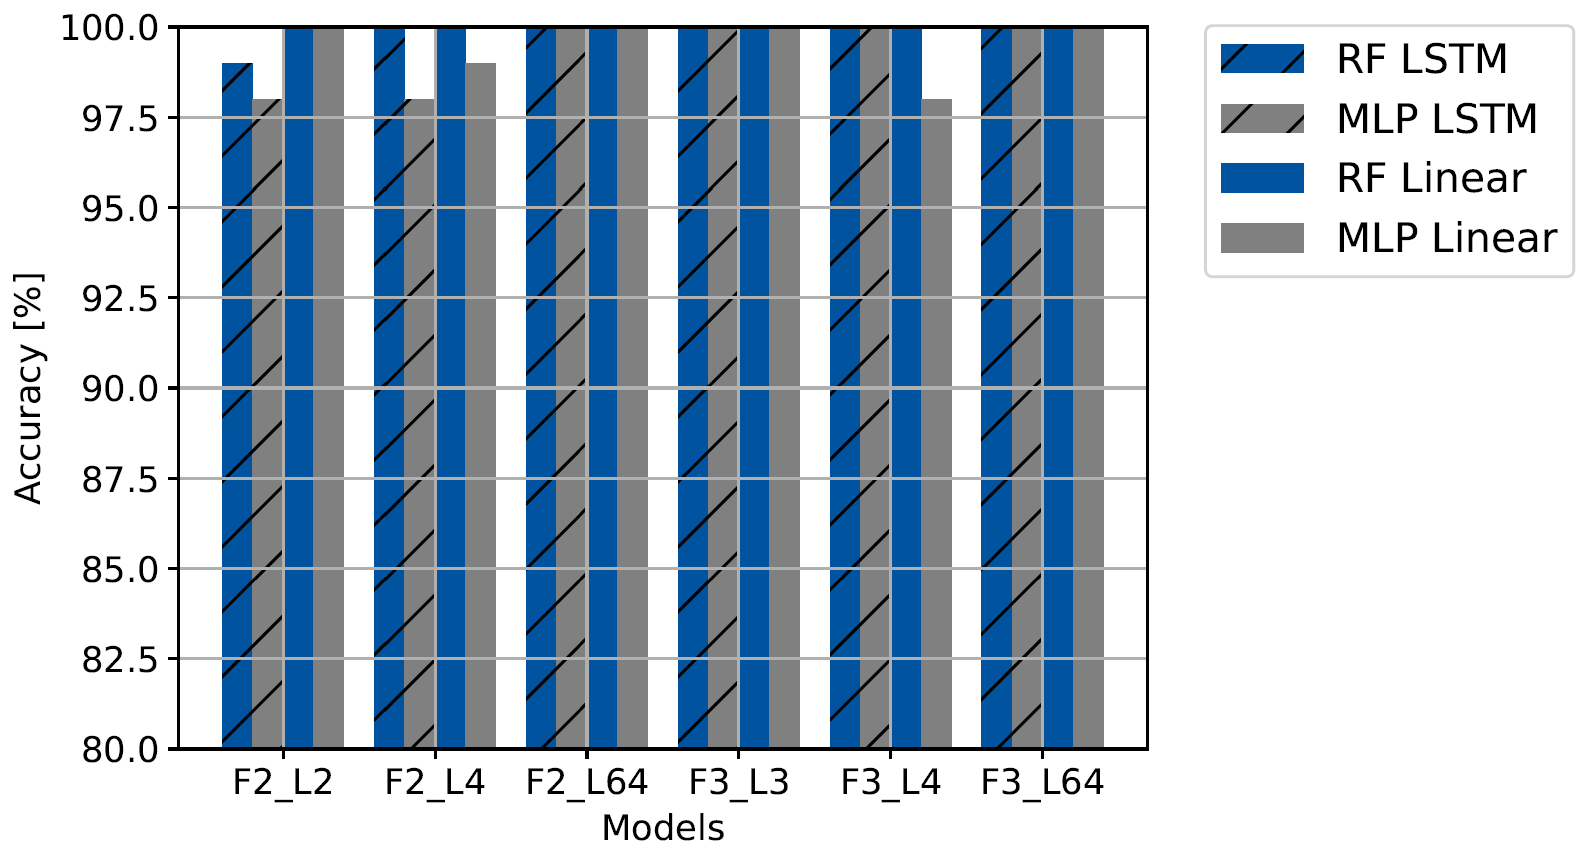 100.0
97.5
95.0
92.5
90.0
87.5
85.0
82.5
80.0
Accuracy [%]
F2_L2 F2_L4 F2_L64 F3_L3 F3_L4 F3_L64
Models
RF LSTM
MLP LSTM
RF Linear
MLP Linear